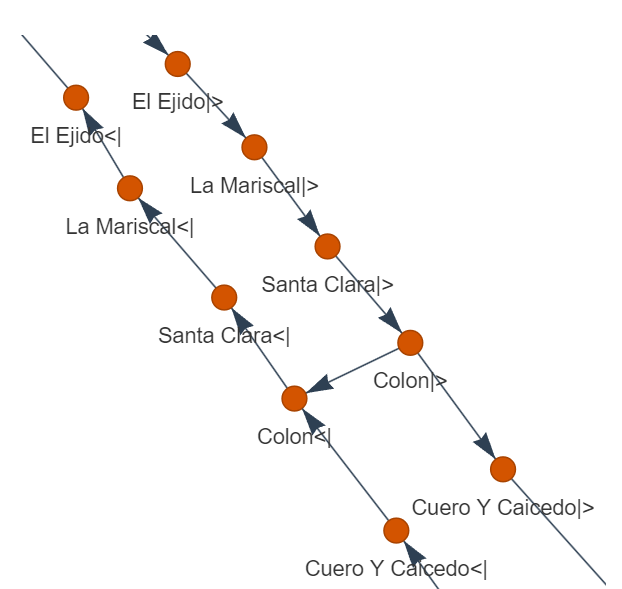 El Ejido|>
El Ejido<|
La Mariscal|>
La Mariscal<|
Santa Clara|>
Santa Clara<|
Colon|>
Colon<|
Cuero Y Caicedo|>
Cuero Y Caicedo<|